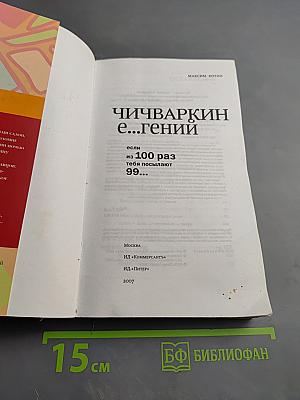 МАКСИМ КОТИН
ЧИЧВАРКИН
е...гений
если
из 100 раз
тебя посылают
99...
Москва
ИД «Коммерсантъ»
ИД «Питер»
2007
15 см
БФ БИБЛИОФАН